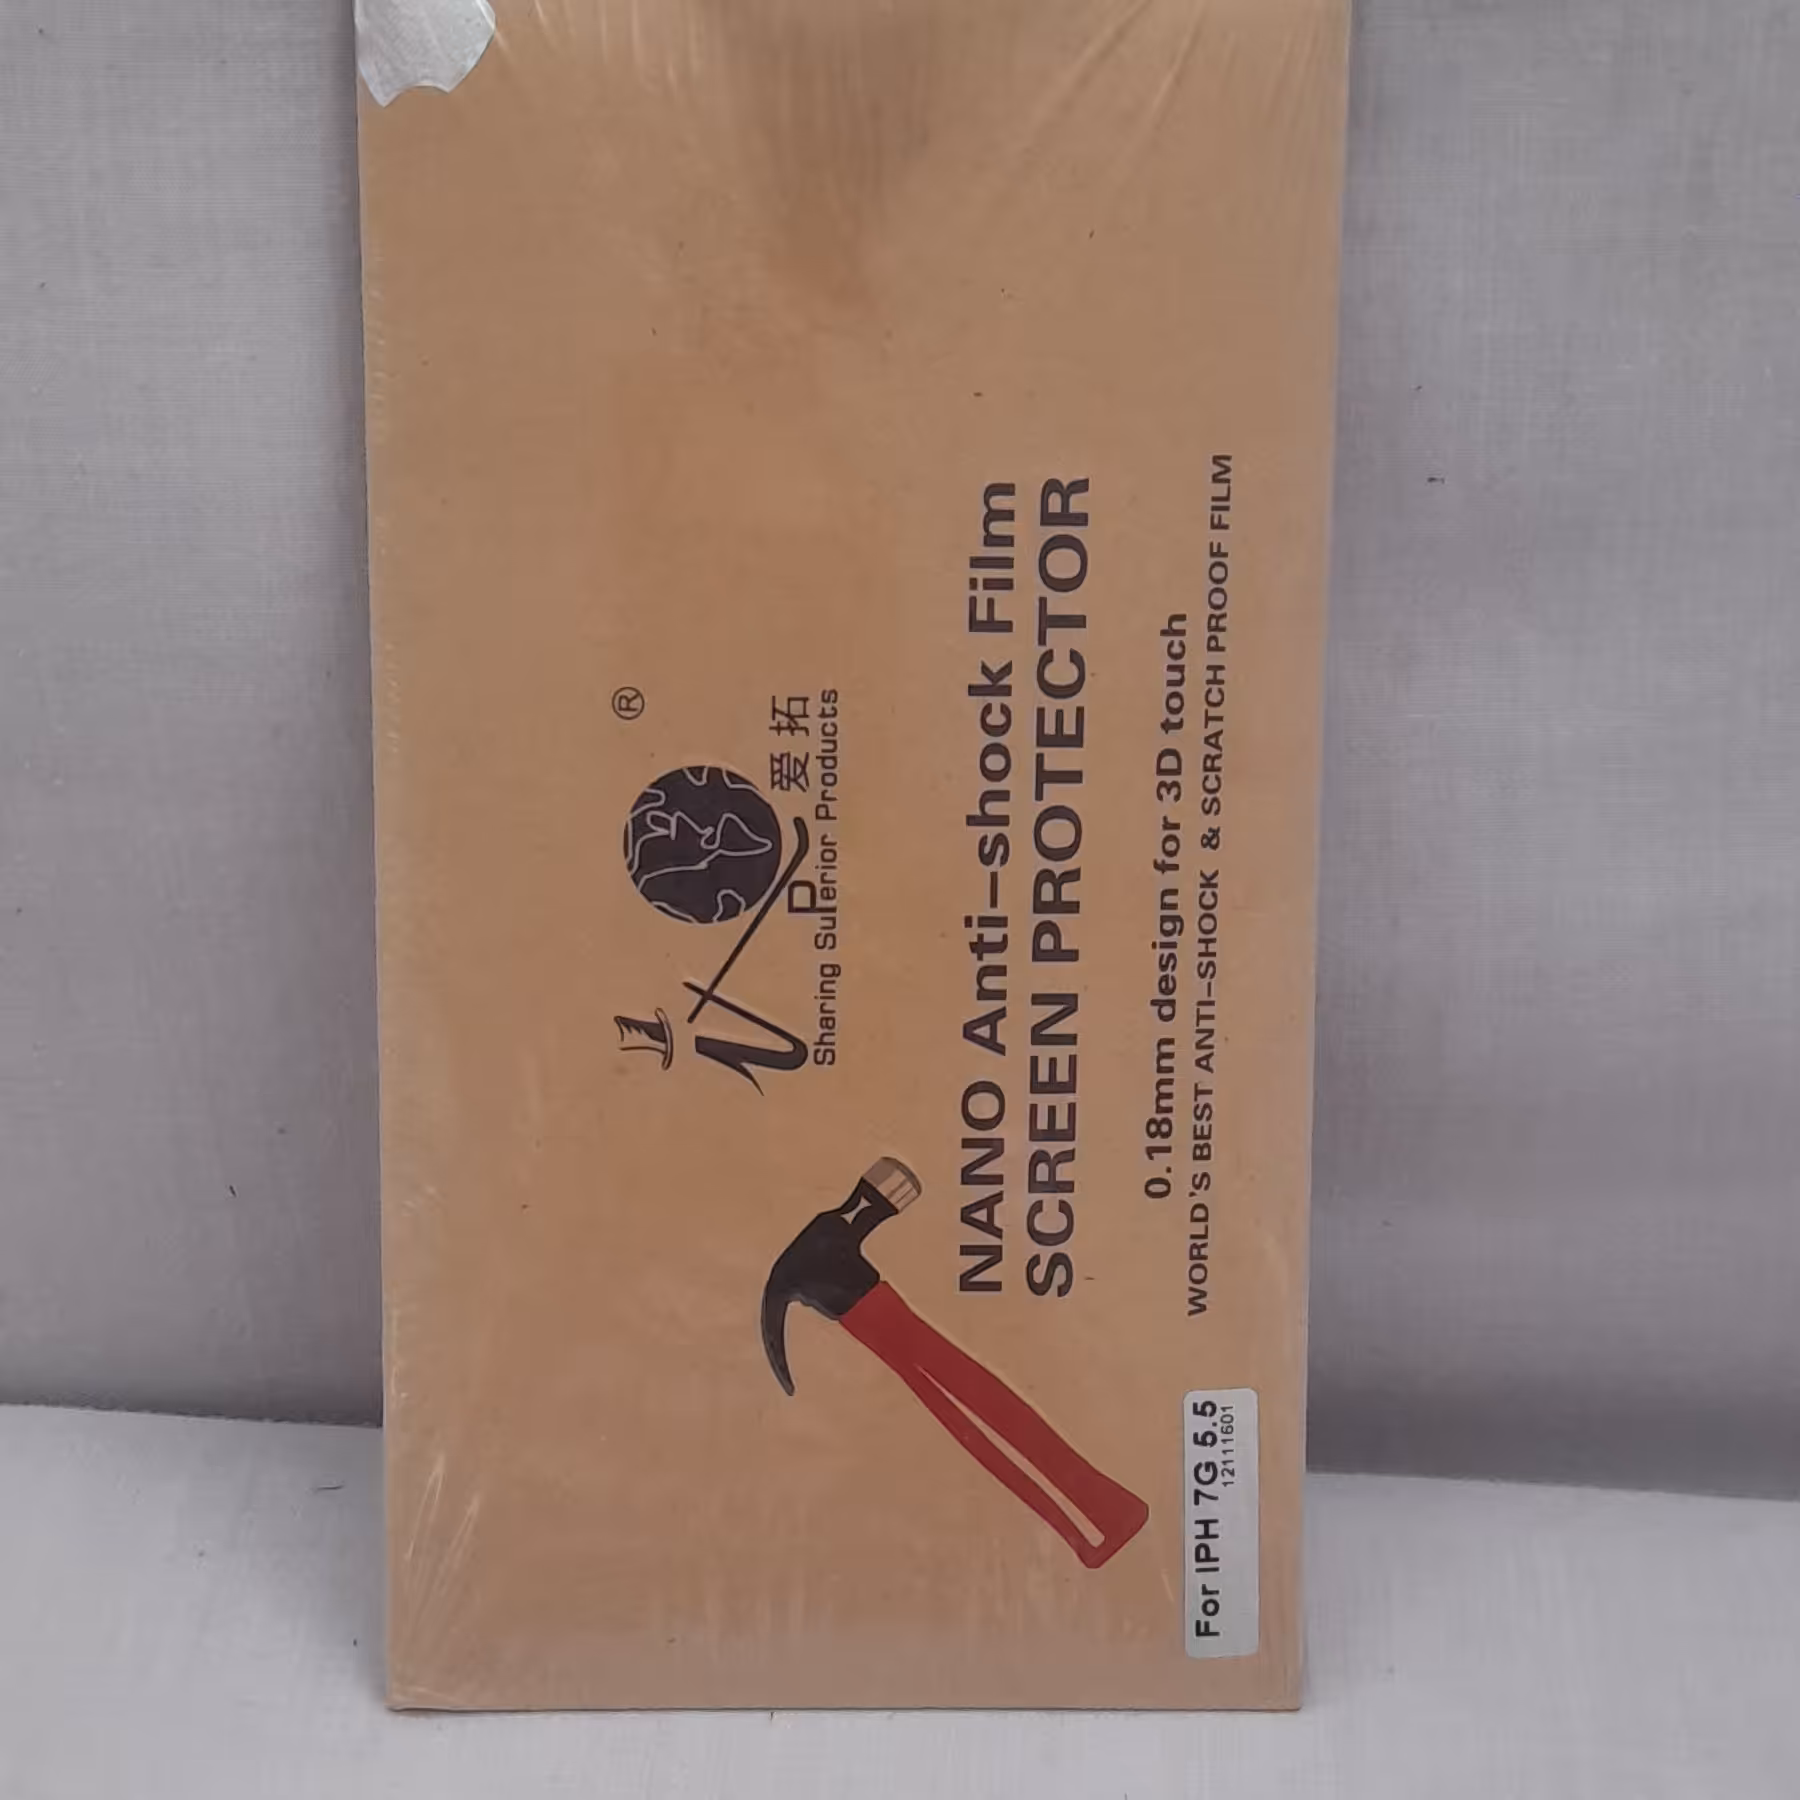 ®
爱拓
Sharing Superior Products
NANO Anti-shock Film
SCREEN PROTECTOR
0.18mm design for 3D touch
WORLD'S BEST ANTI-SHOCK & SCRATCH PROOF FILM
For IPH 7G 5.5
12111601